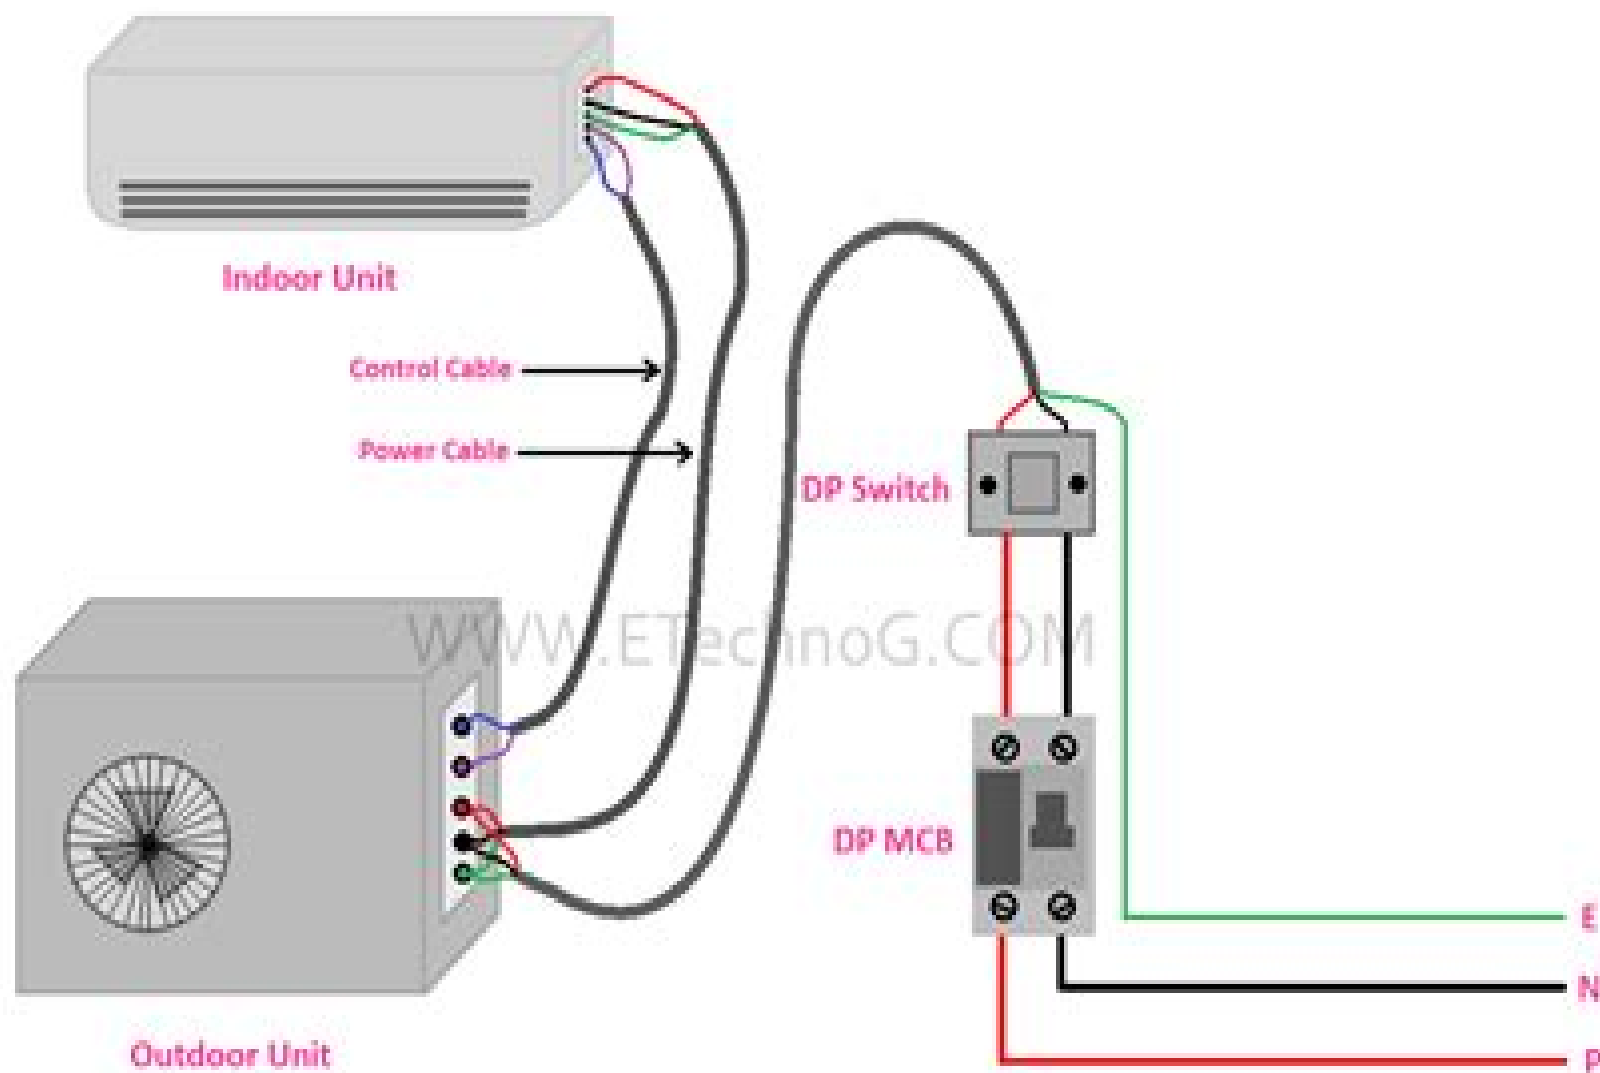 Indoor Unit
Control Cable
Power Cable
DP Switch
WWW.ETechnoG.COM
DP MCB
E
N
P
Outdoor Unit